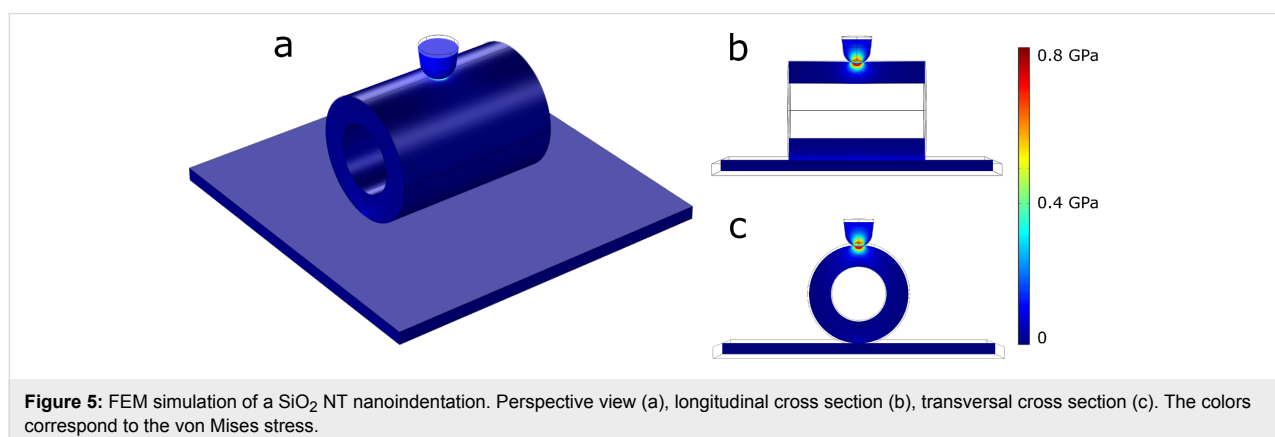 a
b
c
0.8 GPa
0.4 GPa
0
Figure 5: FEM simulation of a SiO₂ NT nanoindentation. Perspective view (a), longitudinal cross section (b), transversal cross section (c). The colors
correspond to the von Mises stress.